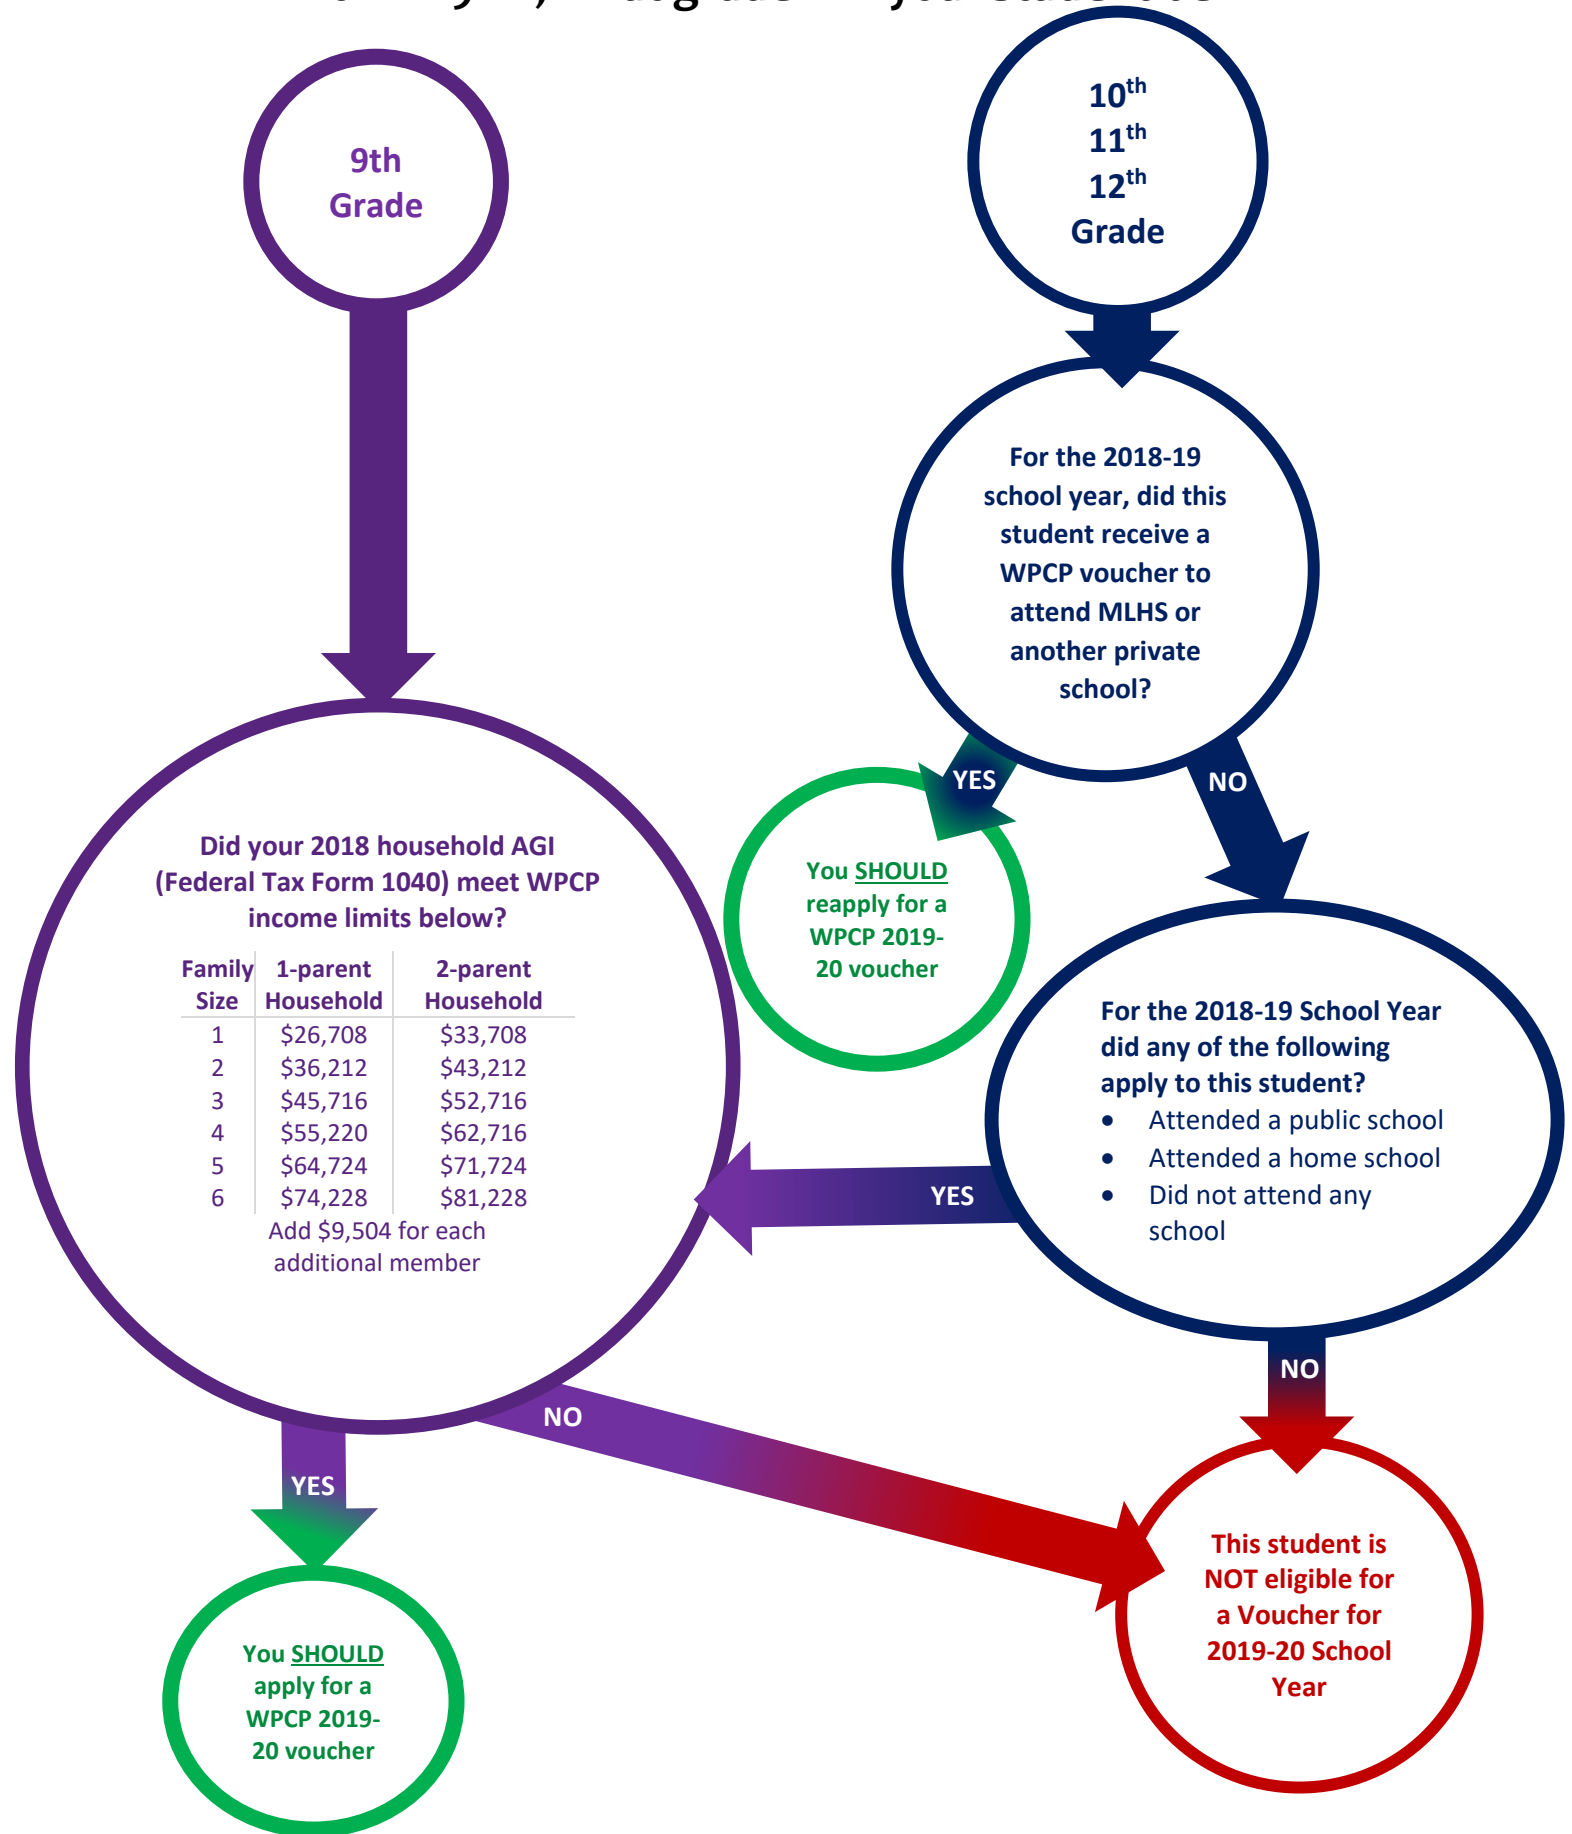 9th
Grade
10th
11th
12th
Grade
For the 2018-19
school year, did this
student receive a
WPCP voucher to
attend MLHS or
another private
school?
YES
NO
You SHOULD
reapply for a
WPCP 2019-
20 voucher
Did your 2018 household AGI
(Federal Tax Form 1040) meet WPCP
income limits below?
Family 1-parent 2-parent
Size Household Household
1 $26,708 $33,708
2 $36,212 $43,212
3 $45,716 $52,716
4 $55,220 $62,716
5 $64,724 $71,724
6 $74,228 $81,228
Add $9,504 for each
additional member
For the 2018-19 School Year
did any of the following
apply to this student?
• Attended a public school
• Attended a home school
• Did not attend any
school
YES
NO
NO
YES
This student is
NOT eligible for
a Voucher for
2019-20 School
Year
You SHOULD
apply for a
WPCP 2019-
20 voucher